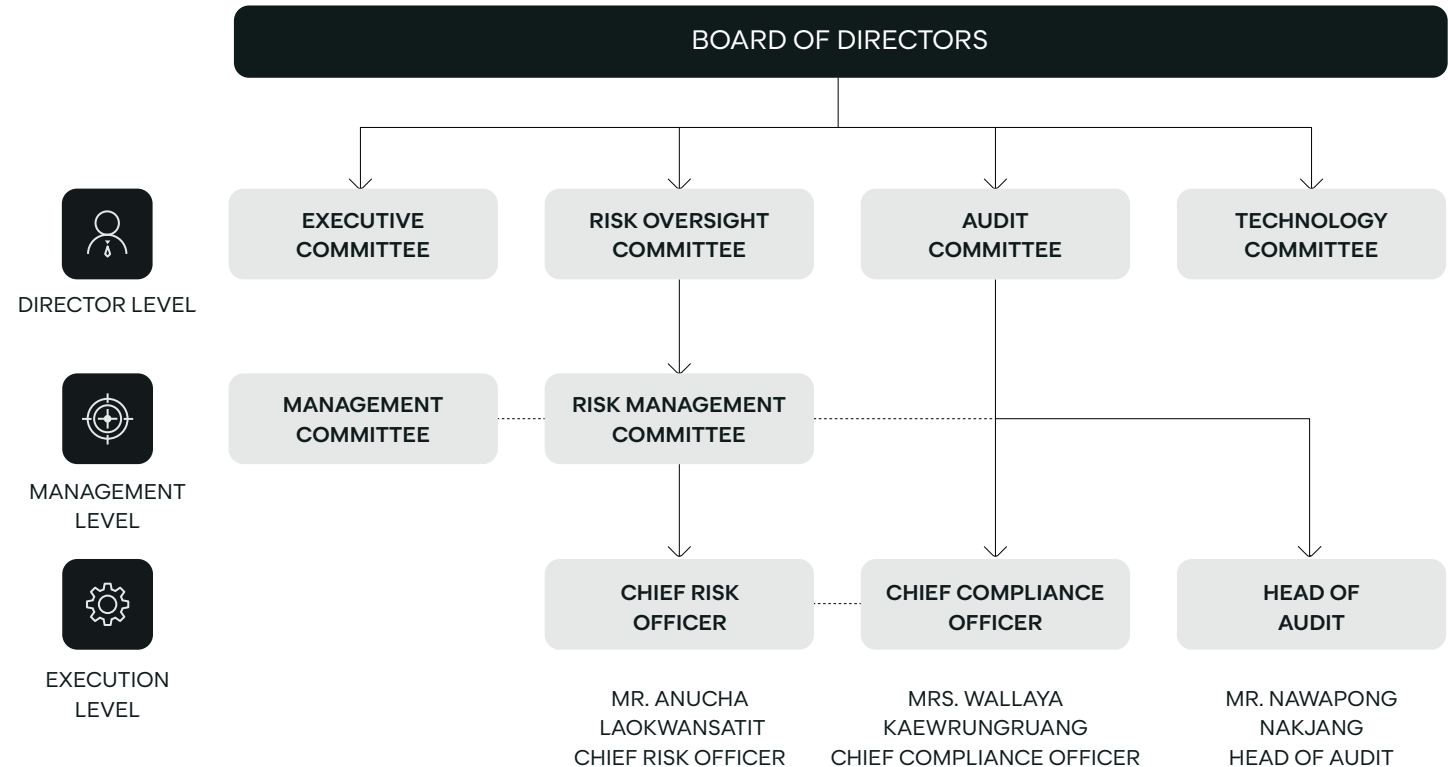 BOARD OF DIRECTORS
EXECUTIVE
COMMITTEE
RISK OVERSIGHT
COMMITTEE
AUDIT
COMMITTEE
TECHNOLOGY
COMMITTEE
DIRECTOR LEVEL
MANAGEMENT
COMMITTEE
RISK MANAGEMENT
COMMITTEE
MANAGEMENT
LEVEL
CHIEF RISK
OFFICER
CHIEF COMPLIANCE
OFFICER
HEAD OF
AUDIT
EXECUTION
LEVEL
MR. ANUCHA
LAOKWANSATIT
CHIEF RISK OFFICER
MRS. WALLAYA
KAEWRUNGRUANG
CHIEF COMPLIANCE OFFICER
MR. NAWAPONG
NAKJANG
HEAD OF AUDIT